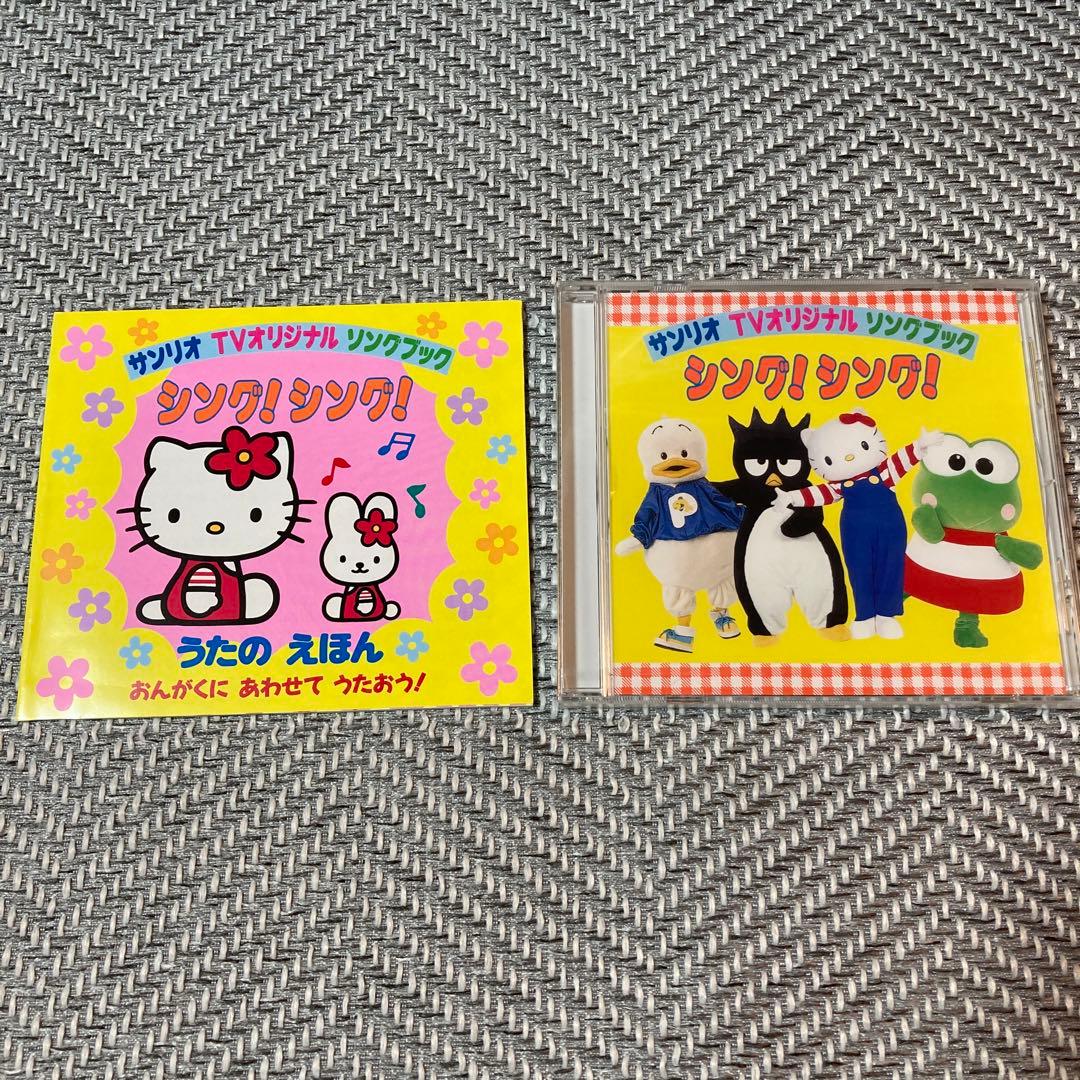 サンリオ TVオリジナル ソングブック
シング! シング!
うたの えほん
おんがくに あわせて うたおう!
サンリオ TVオリジナル ソングブック
シング! シング!
P